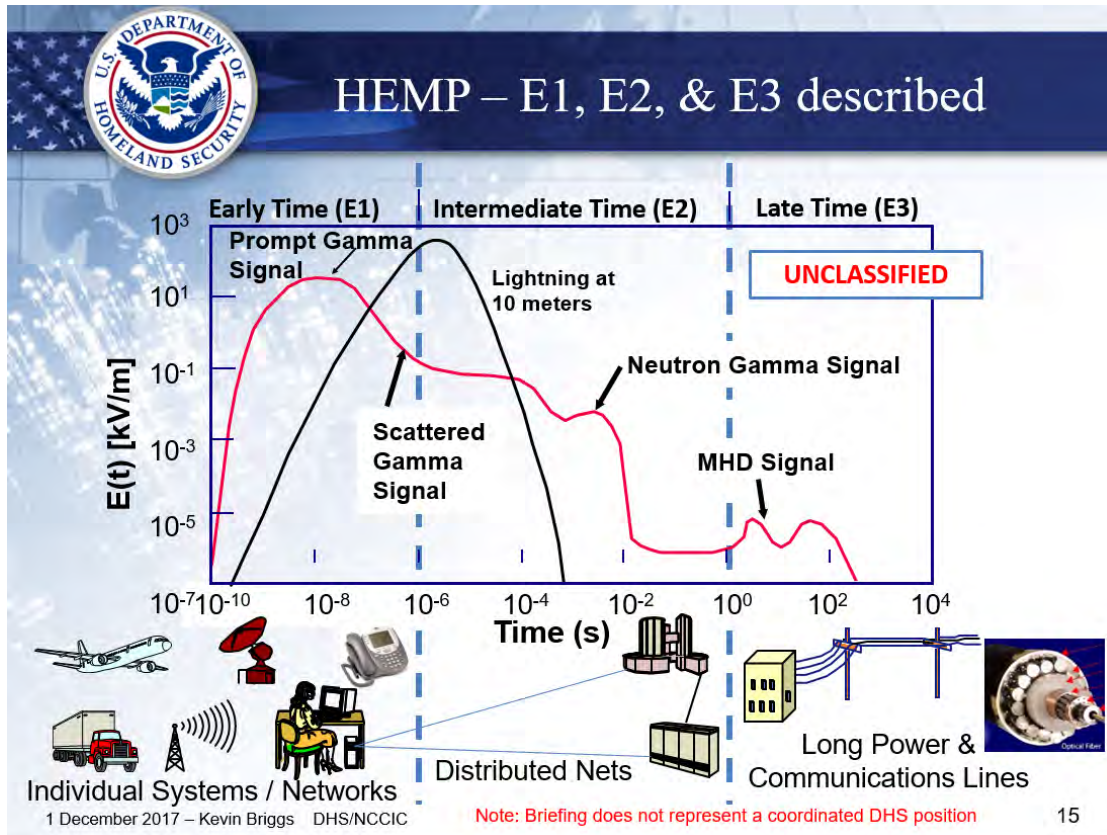 U.S. DEPARTMENT OF
HOMELAND SECURITY
HEMP – E1, E2, & E3 described
Early Time (E1)
Intermediate Time (E2)
Late Time (E3)
Prompt Gamma
Signal
Lightning at
10 meters
UNCLASSIFIED
Neutron Gamma Signal
Scattered
Gamma
Signal
MHD Signal
E(t) [kV/m]
10³
10¹
10⁻¹
10⁻³
10⁻⁵
10⁻⁷
10⁻¹⁰ 10⁻⁸ 10⁻⁶ 10⁻⁴ 10⁻² 10⁰ 10² 10⁴
Time (s)
Optical Fiber
Individual Systems / Networks
Distributed Nets
Long Power &
Communications Lines
1 December 2017 – Kevin Briggs DHS/NCCIC
Note: Briefing does not represent a coordinated DHS position
15